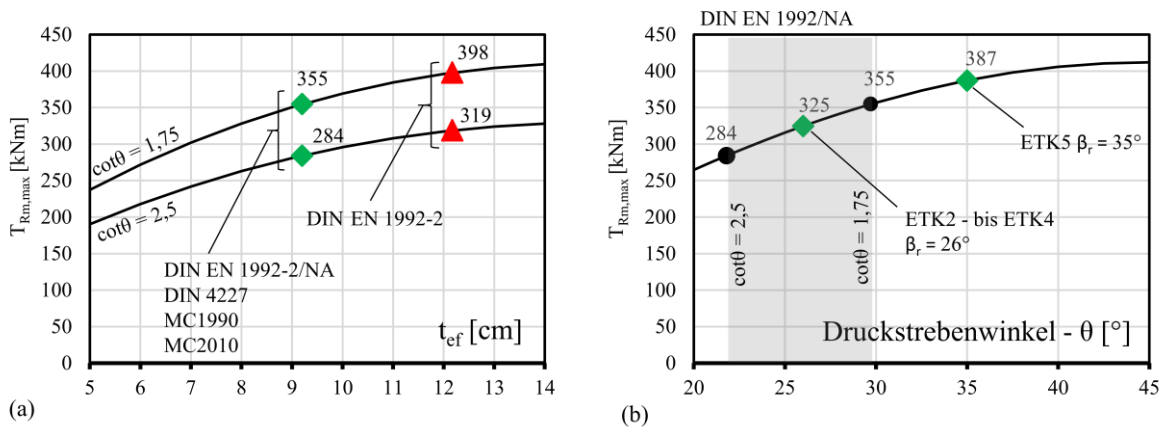 450
400
350
300
250
200
150
100
50
0
T_Rm,max [kNm]
cotθ = 1,75
cotθ = 2,5
355
284
398
319
DIN EN 1992-2
DIN EN 1992-2/NA
DIN 4227
MC1990
MC2010
t_ef [cm]
5 6 7 8 9 10 11 12 13 14
(a)
DIN EN 1992/NA
450
400
350
300
250
200
150
100
50
0
T_Rm,max [kNm]
284
325
355
387
ETK5 β_r = 35°
ETK2 - bis ETK4
β_r = 26°
cotθ = 2,5
cotθ = 1,75
Druckstrebenwinkel - θ [°]
20 25 30 35 40 45
(b)